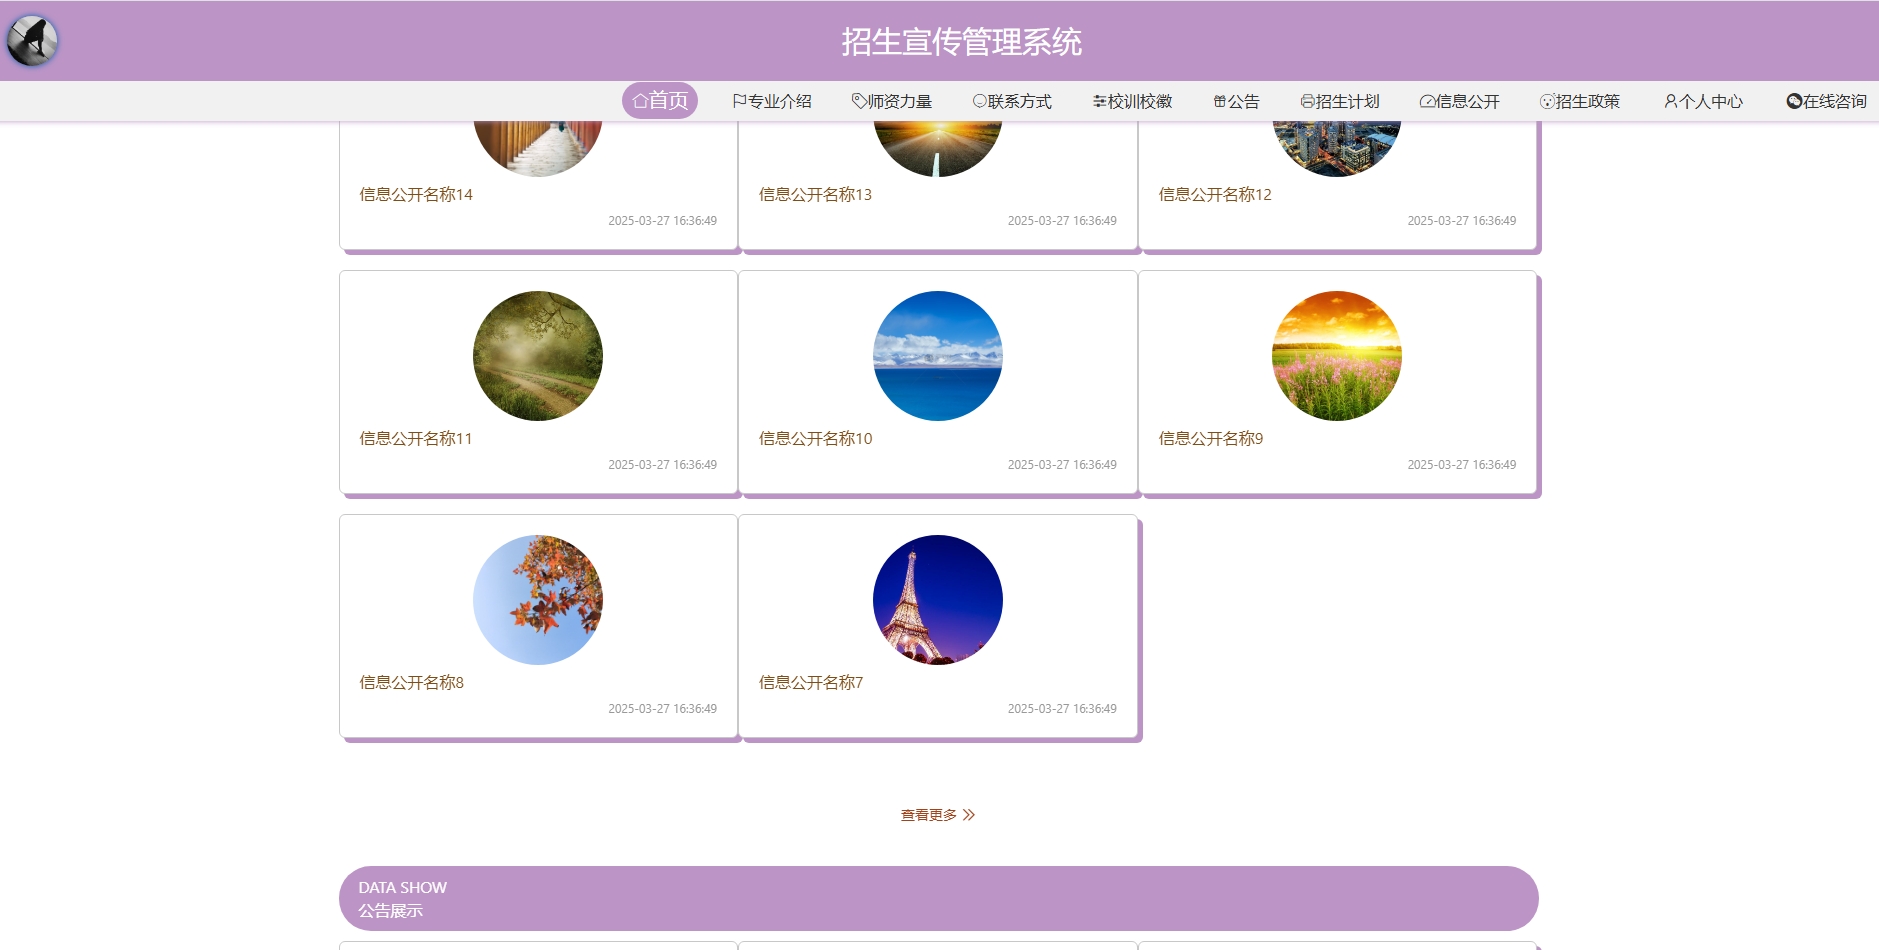 招生宣传管理系统
首页 专业介绍 师资力量 联系方式 校训校徽 公告 招生计划 信息公开 招生政策 个人中心 在线咨询
信息公开名称14
2025-03-27 16:36:49
信息公开名称13
2025-03-27 16:36:49
信息公开名称12
2025-03-27 16:36:49
信息公开名称11
2025-03-27 16:36:49
信息公开名称10
2025-03-27 16:36:49
信息公开名称9
2025-03-27 16:36:49
信息公开名称8
2025-03-27 16:36:49
信息公开名称7
2025-03-27 16:36:49
查看更多
DATA SHOW
公告展示